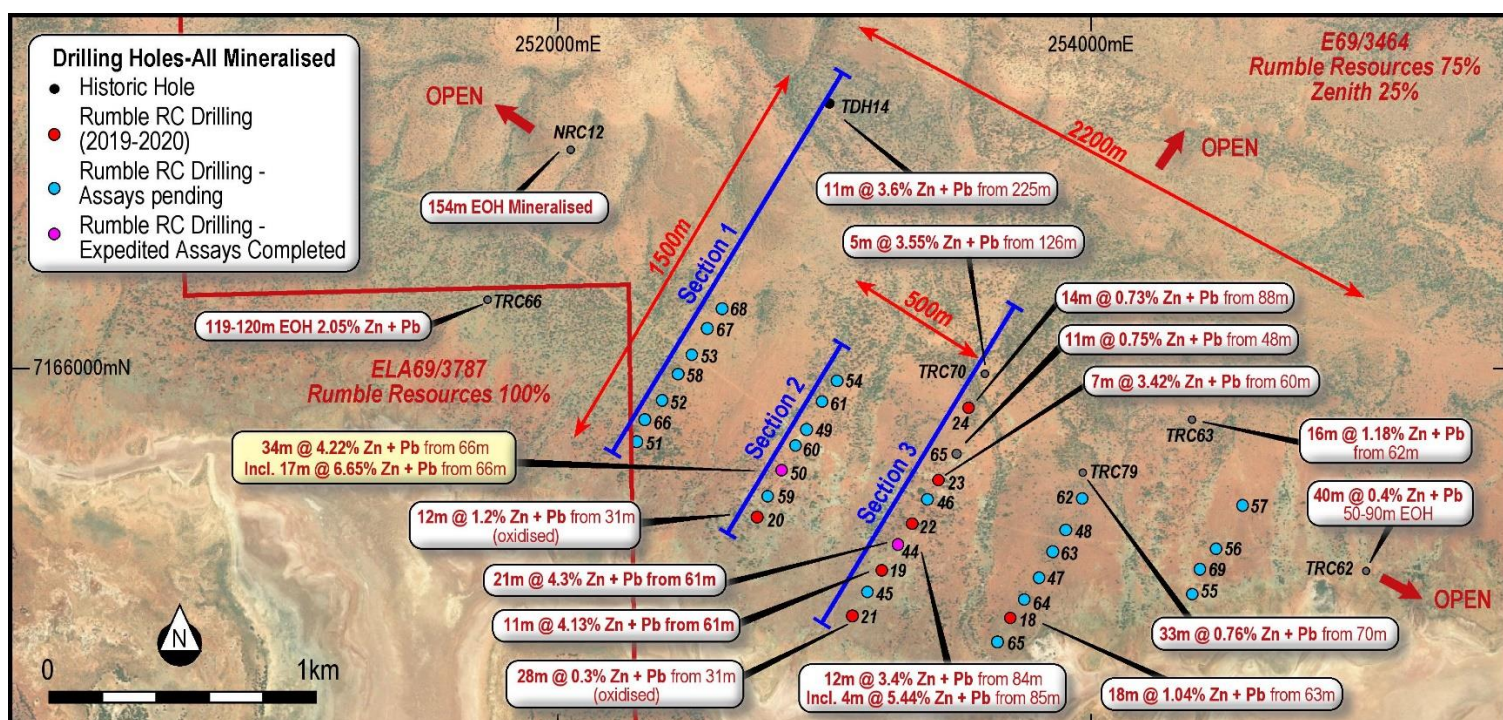 252000mE
254000mE
Drilling Holes-All Mineralised
Historic Hole
Rumble RC Drilling
(2019-2020)
Rumble RC Drilling -
Assays pending
Rumble RC Drilling -
Expedited Assays Completed
E69/3464
Rumble Resources 75%
Zenith 25%
OPEN
NRC12
154m EOH Mineralised
TDH14
11m @ 3.6% Zn + Pb from 225m
2200m
OPEN
1500m
Section 1
5m @ 3.55% Zn + Pb from 126m
TRC66
119-120m EOH 2.05% Zn + Pb
500m
14m @ 0.73% Zn + Pb from 88m
11m @ 0.75% Zn + Pb from 48m
7m @ 3.42% Zn + Pb from 60m
7166000mN
ELA69/3787
Rumble Resources 100%
68
67
53
58
52
66
51
Section 2
54
61
49
60
50
59
20
34m @ 4.22% Zn + Pb from 66m
Incl. 17m @ 6.65% Zn + Pb from 66m
12m @ 1.2% Zn + Pb from 31m
(oxidised)
Section 3
TRC70
24
65
23
46
22
44
19
45
21
21m @ 4.3% Zn + Pb from 61m
11m @ 4.13% Zn + Pb from 61m
28m @ 0.3% Zn + Pb from 31m
(oxidised)
12m @ 3.4% Zn + Pb from 84m
Incl. 4m @ 5.44% Zn + Pb from 85m
TRC79
62
48
63
47
64
18
65
18m @ 1.04% Zn + Pb from 63m
33m @ 0.76% Zn + Pb from 70m
TRC63
16m @ 1.18% Zn + Pb
from 62m
57
56
69
55
40m @ 0.4% Zn + Pb
50-90m EOH
TRC62
OPEN
N
0
1km